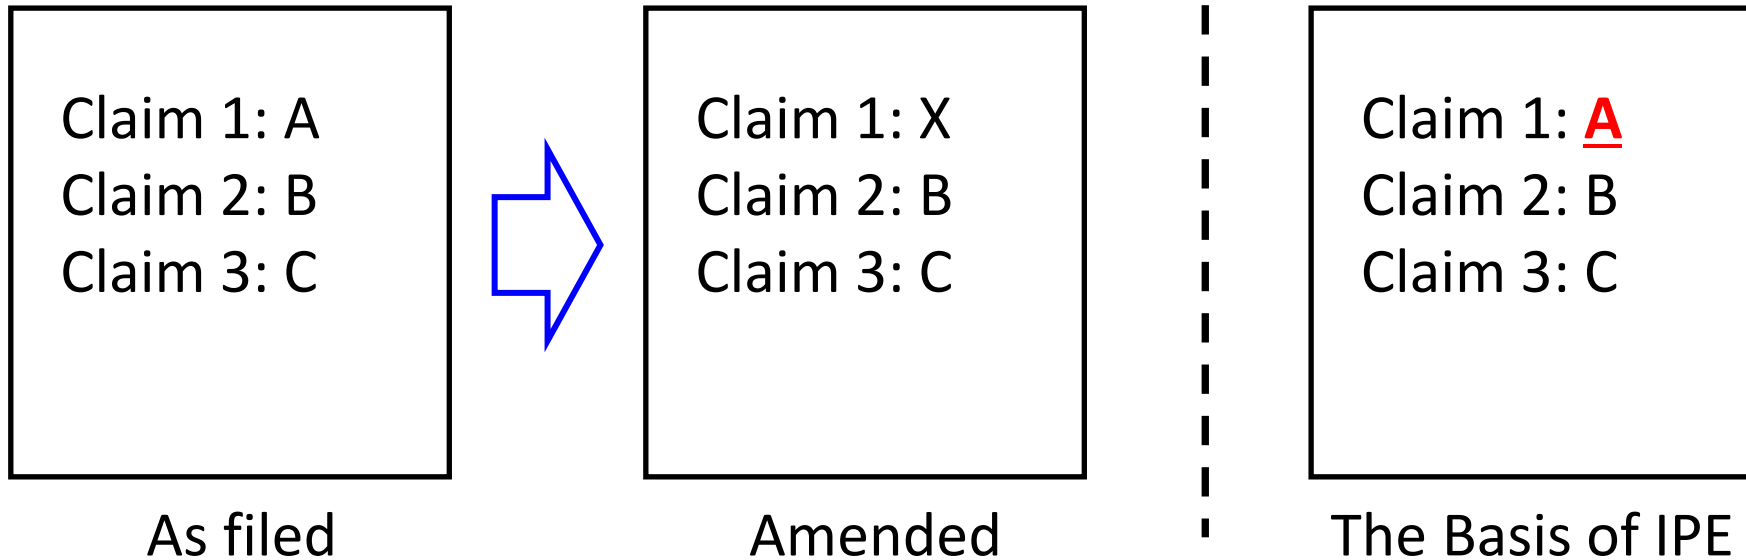 Claim 1: A
Claim 2: B
Claim 3: C
As filed
Claim 1: X
Claim 2: B
Claim 3: C
Amended
Claim 1: A
Claim 2: B
Claim 3: C
The Basis of IPE